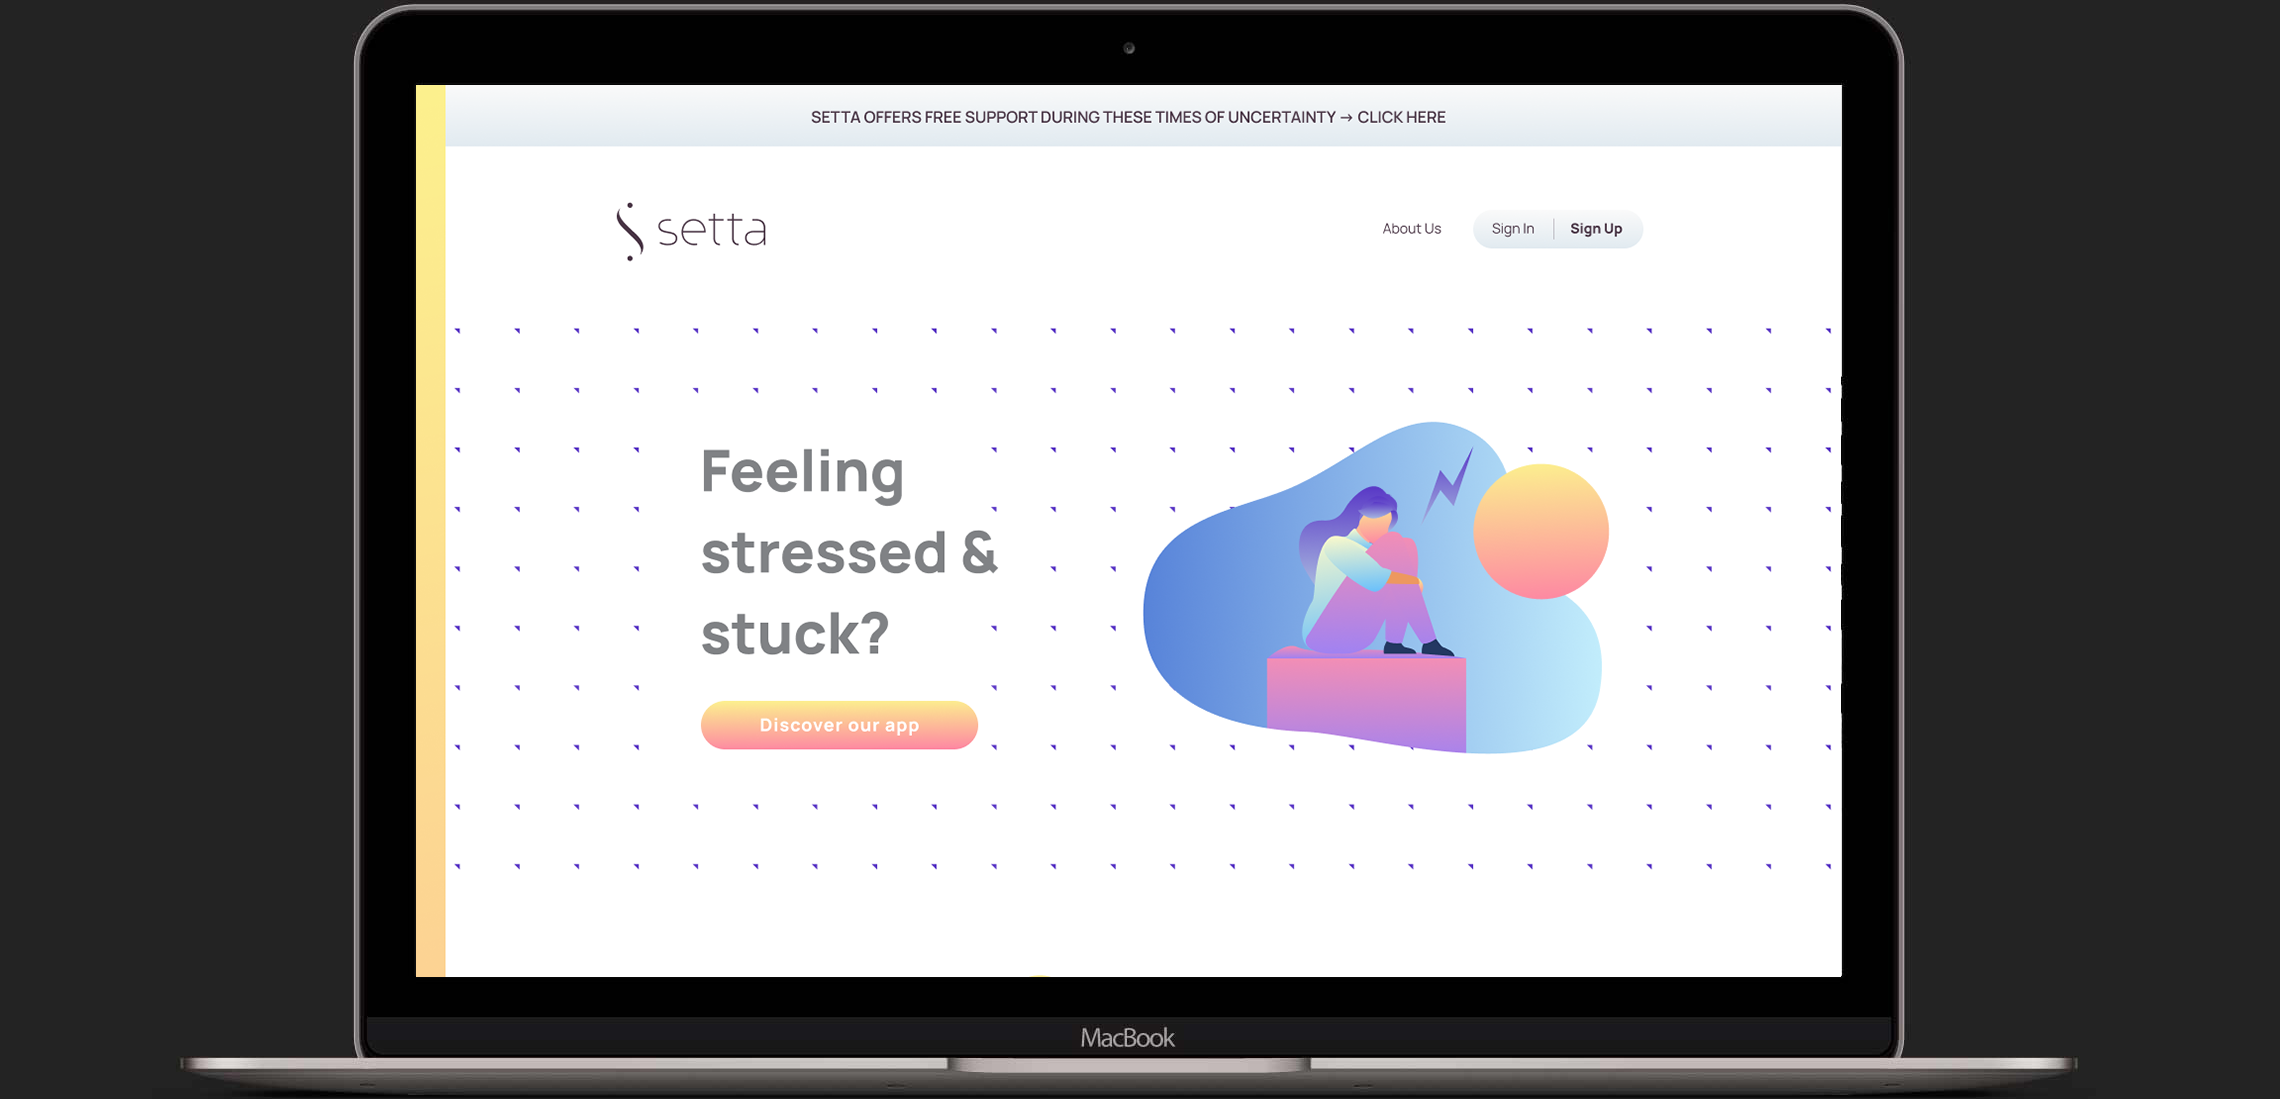 SETTA OFFERS FREE SUPPORT DURING THESE TIMES OF UNCERTAINTY → CLICK HERE
setta
About Us
Sign In
Sign Up
Feeling
stressed &
stuck?
Discover our app
MacBook